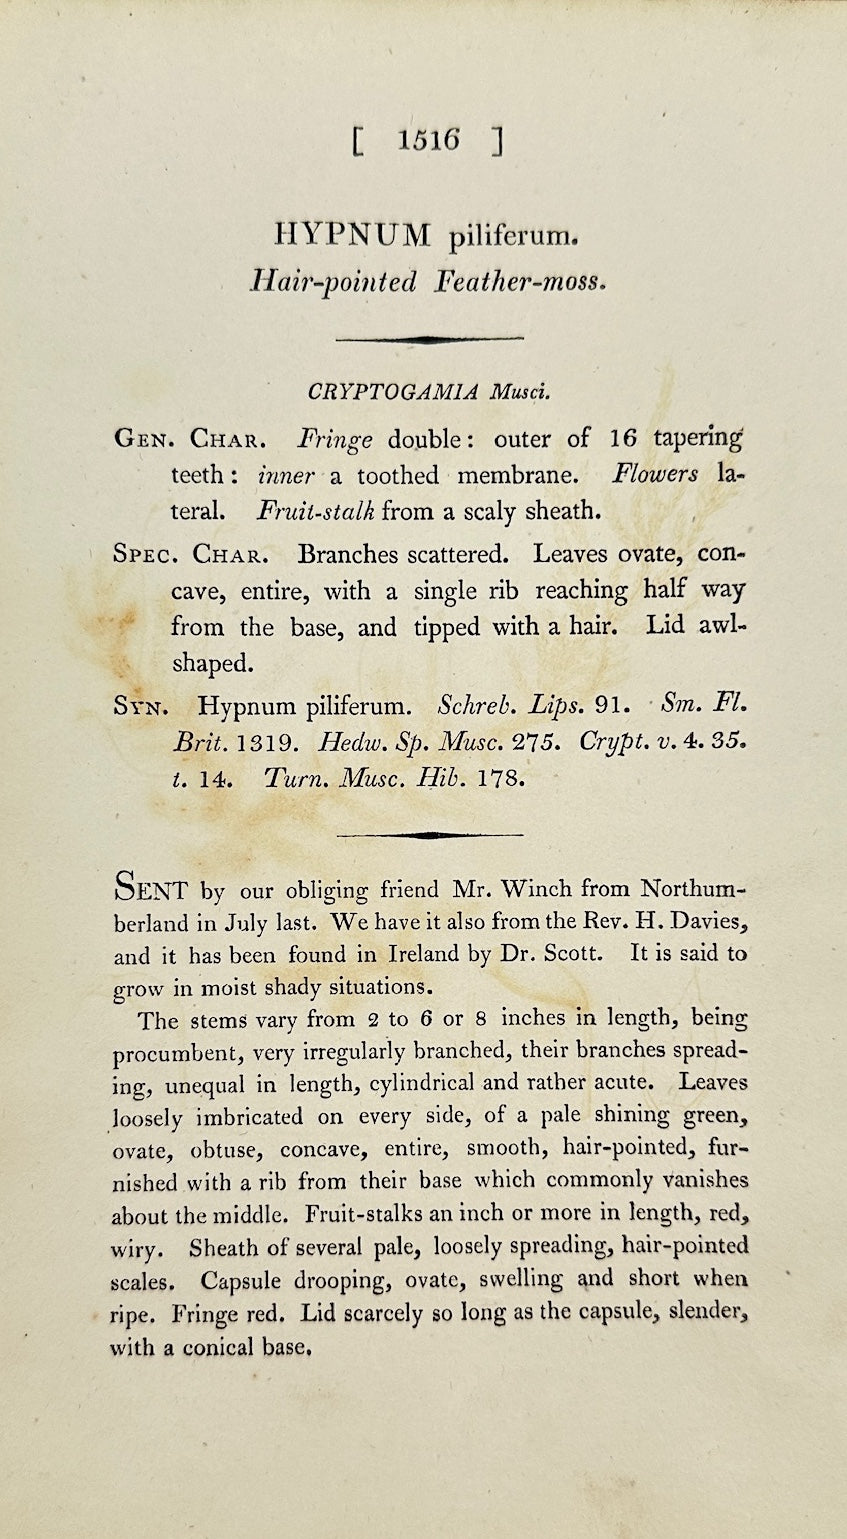 [ 1516 ]
HYPNUM piliferum.
Hair-pointed Feather-moss.
CRYPTOGAMIA Musci.
GEN. CHAR. Fringe double: outer of 16 tapering
teeth: inner a toothed membrane. Flowers la-
teral. Fruit-stalk from a scaly sheath.
SPEC. CHAR. Branches scattered. Leaves ovate, con-
cave, entire, with a single rib reaching half way
from the base, and tipped with a hair. Lid awl-
shaped.
SYN. Hypnum piliferum. Schreb. Lips. 91. Sm. Fl.
Brit. 1319. Hedw. Sp. Musc. 275. Crypt. v. 4. 35.
t. 14. Turn. Musc. Hib. 178.
SENT by our obliging friend Mr. Winch from Northum-
berland in July last. We have it also from the Rev. H. Davies,
and it has been found in Ireland by Dr. Scott. It is said to
grow in moist shady situations.
The stems vary from 2 to 6 or 8 inches in length, being
procumbent, very irregularly branched, their branches spread-
ing, unequal in length, cylindrical and rather acute. Leaves
loosely imbricated on every side, of a pale shining green,
ovate, obtuse, concave, entire, smooth, hair-pointed, fur-
nished with a rib from their base which commonly vanishes
about the middle. Fruit-stalks an inch or more in length, red,
wiry. Sheath of several pale, loosely spreading, hair-pointed
scales. Capsule drooping, ovate, swelling and short when
ripe. Fringe red. Lid scarcely so long as the capsule, slender,
with a conical base.